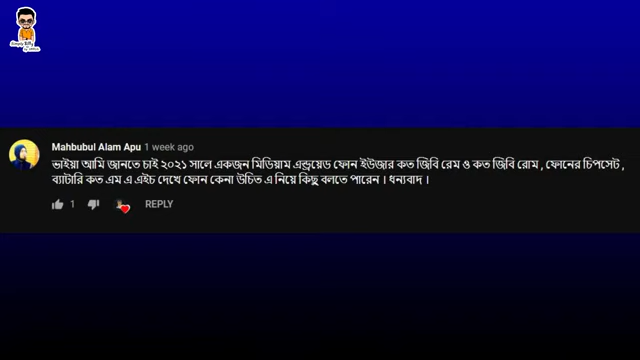 Mahbubul Alam Apu 1 week ago
ভাইয়া আমি জানতে চাই ২০২১ সালে একজন মিডিয়াম এন্ড্রয়েড ফোন ইউজার কত জিবি রেম ও কত জিবি রোম , ফোনের চিপসেট ,
ব্যাটারি কত এম এ এইচ দেখে ফোন কেনা উচিত এ নিয়ে কিছু বলতে পারেন । ধন্যবাদ ।
1 REPLY